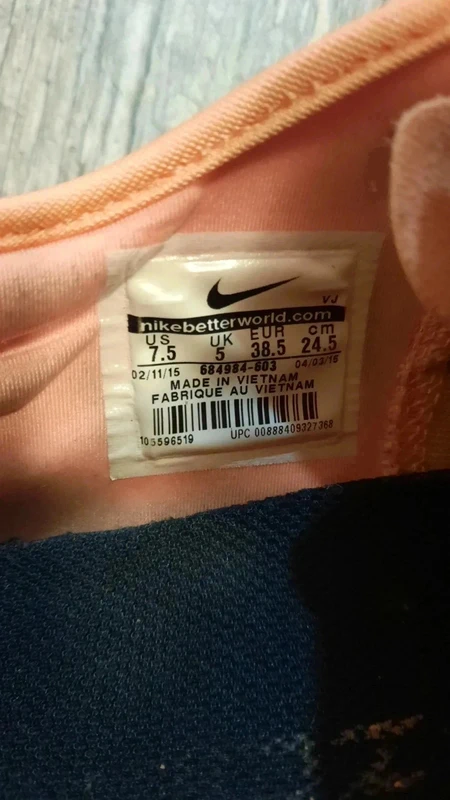 VJ
nikebetterworld.com
US UK EUR cm
7.5 5 38.5 24.5
02/11/15 684984-603 04/03/15
MADE IN VIETNAM
FABRIQUE AU VIETNAM
105596519 UPC 00888409327368